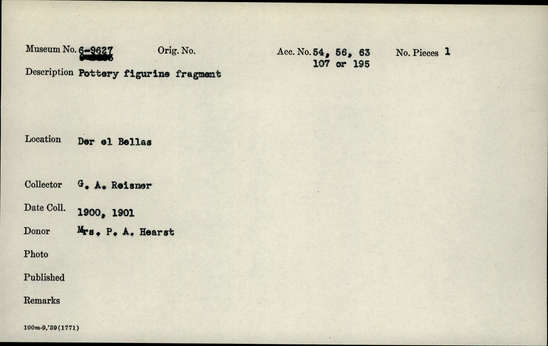 Museum No. 6-9627 Orig. No. Acc. No. 54, 56, 63 No. Pieces 1
107 or 195
Description Pottery figurine fragment
Location Der el Bellas
Collector G. A. Reisner
Date Coll. 1900, 1901
Donor Mrs. P. A. Hearst
Photo
Published
Remarks
100m-9,'39(1771)